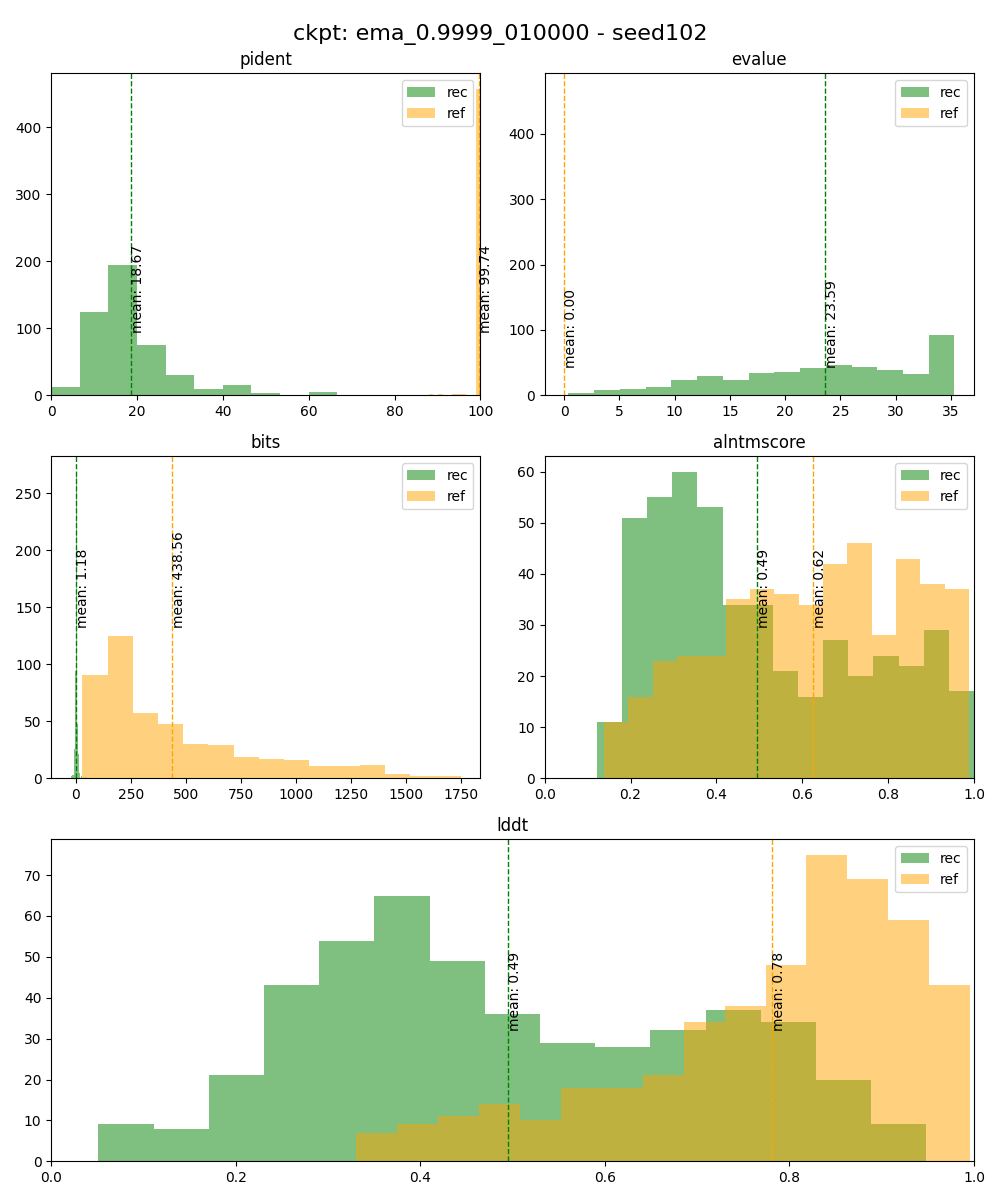 ckpt: ema_0.9999_010000 - seed102
pident
rec
ref
mean: 18.67
mean: 99.74
400
300
200
100
0
0 20 40 60 80 100
evalue
rec
ref
mean: 0.00
mean: 23.59
400
300
200
100
0
0 5 10 15 20 25 30 35
bits
rec
ref
mean: 1.18
mean: 438.56
250
200
150
100
50
0
0 250 500 750 1000 1250 1500 1750
alntmscore
rec
ref
mean: 0.49
mean: 0.62
60
50
40
30
20
10
0
0.0 0.2 0.4 0.6 0.8 1.0
lddt
rec
ref
mean: 0.49
mean: 0.78
70
60
50
40
30
20
10
0
0.0 0.2 0.4 0.6 0.8 1.0